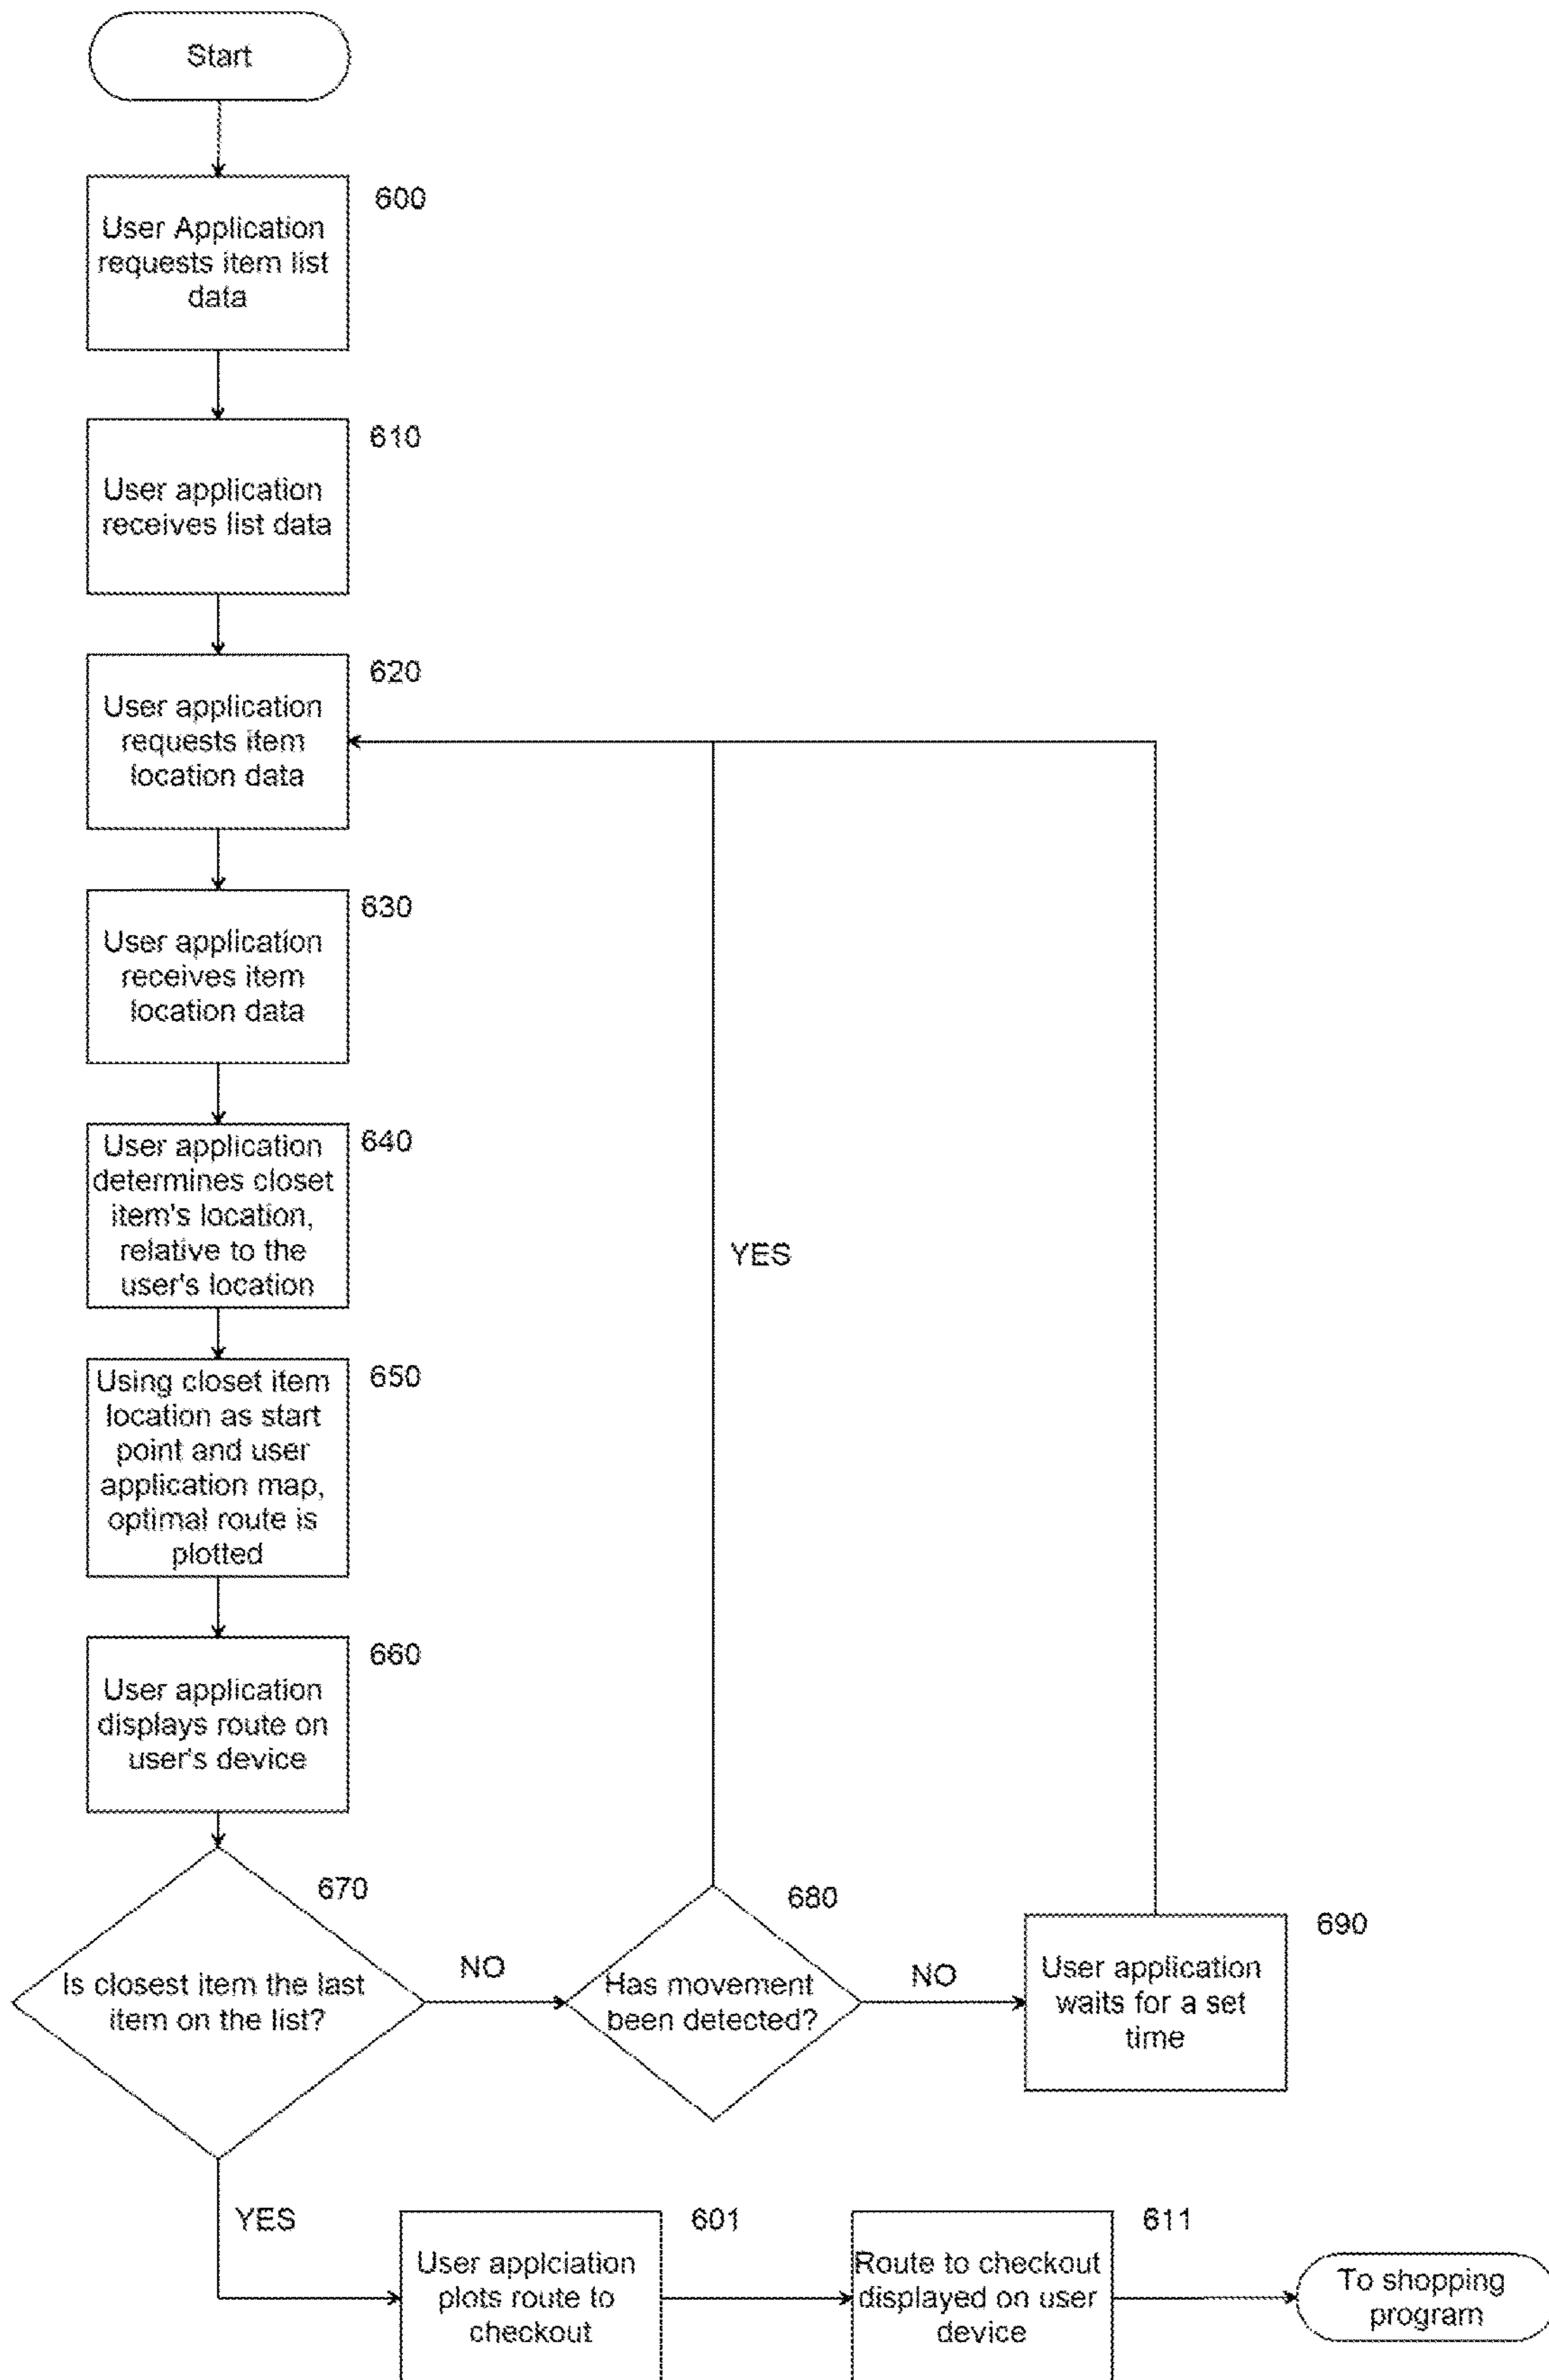 Start
600
User Application
requests item list
data
610
User application
receives list data
620
User application
requests item
location data
630
User application
receives item
location data
640
User application
determines closet
item's location,
relative to the
user's location
YES
650
Using closet item
location as start
point and user
application map,
optimal route is
plotted
660
User application
displays route on
user's device
670
Is closest item the last
item on the list?
NO
680
Has movement
been detected?
NO
690
User application
waits for a set
time
YES
601
User applciation
plots route to
checkout
611
Route to checkout
displayed on user
device
To shopping
program